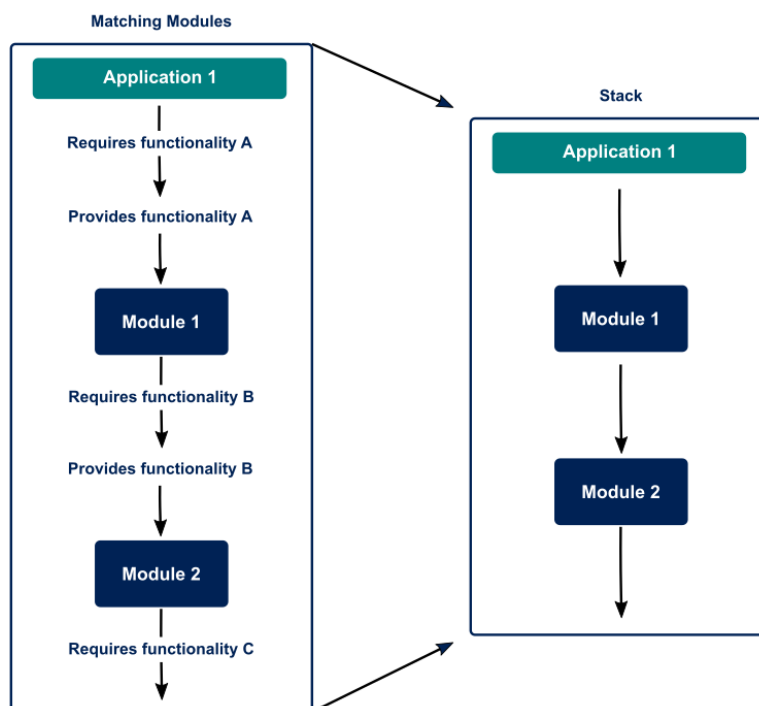 Matching Modules
Application 1
Requires functionality A
Provides functionality A
Module 1
Requires functionality B
Provides functionality B
Module 2
Requires functionality C
Stack
Application 1
Module 1
Module 2